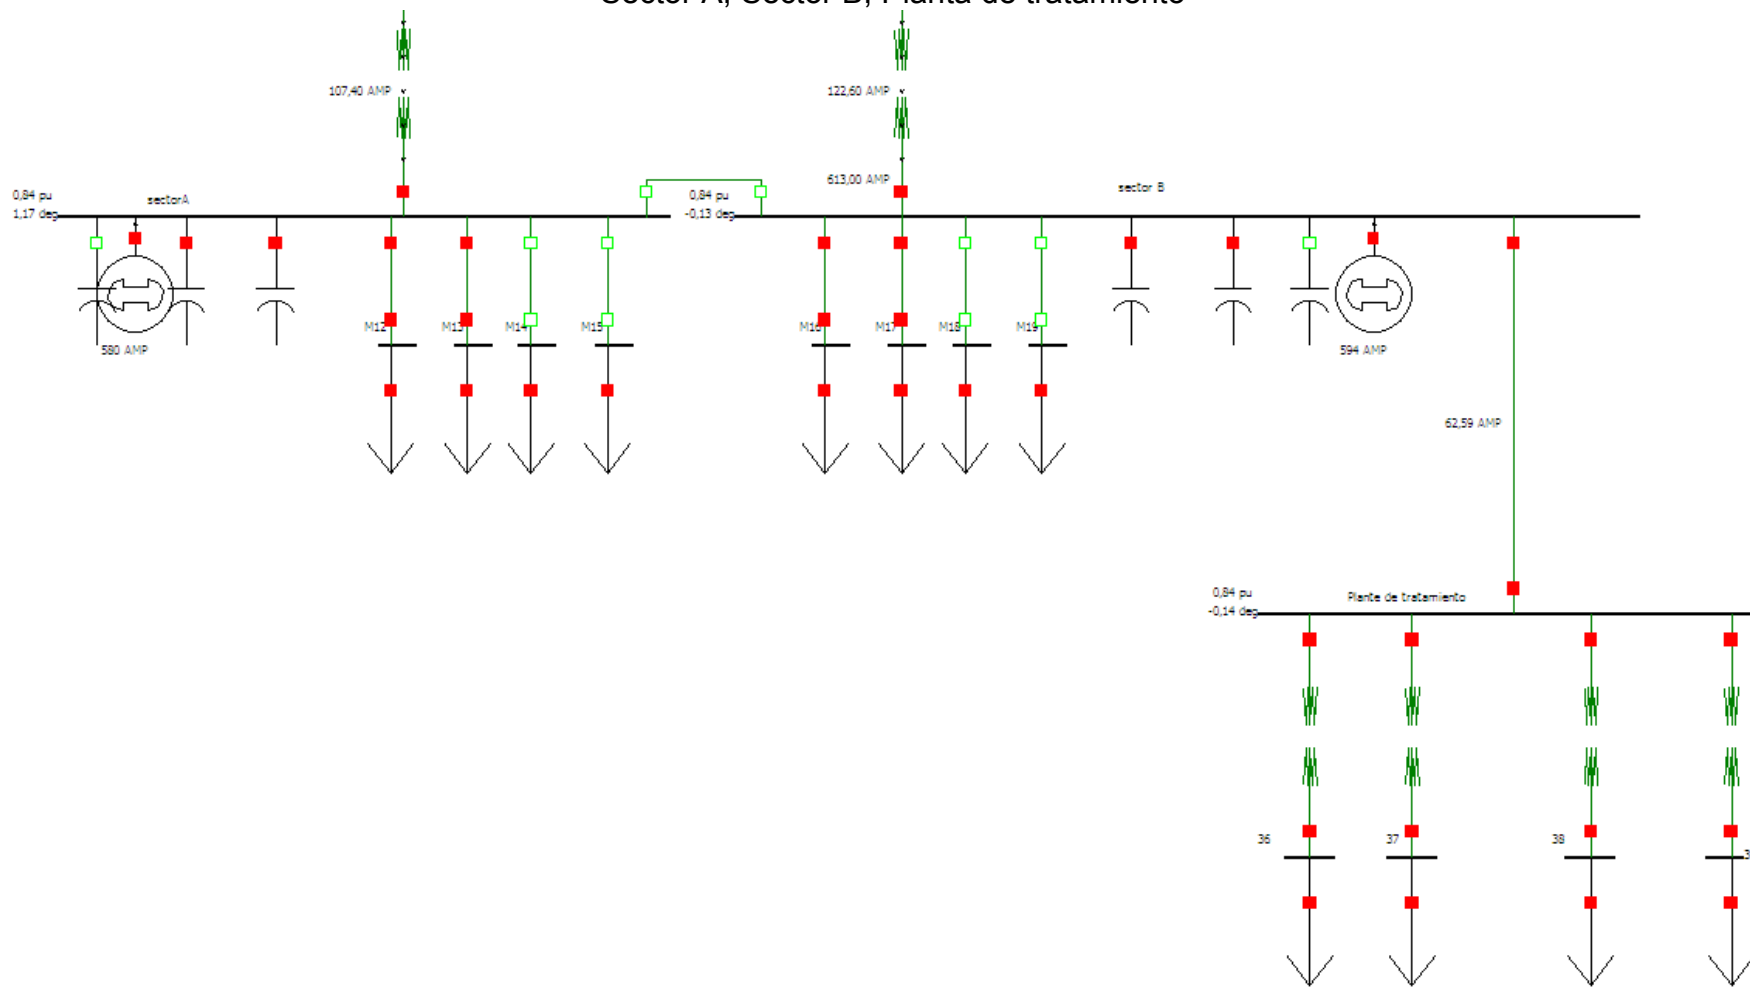 Sector A, Sector B, Planta de tratamiento
107,40 AMP
122,60 AMP
613,00 AMP
0,84 pu
1,17 deg
sectorA
0,84 pu
-0,13 deg
sector B
M12
M13
M14
M15
M16
M17
M18
M19
580 AMP
594 AMP
62,59 AMP
0,84 pu
-0,14 deg
Plante de tratamiento
36
37
38